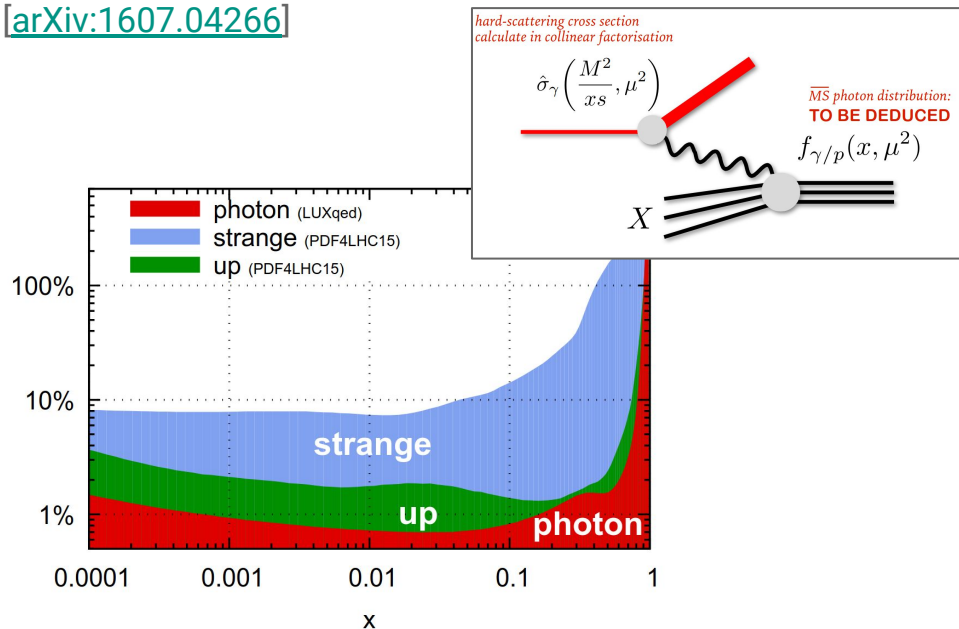 [arXiv:1607.04266]
hard-scattering cross section
calculate in collinear factorisation
σ̂_γ(M²/xs, μ²)
MS̅ photon distribution:
TO BE DEDUCED
f_{γ/p}(x, μ²)
X
photon (LUXqed)
strange (PDF4LHC15)
up (PDF4LHC15)
100%
10%
1%
strange
up
photon
0.0001
0.001
0.01
0.1
1
x